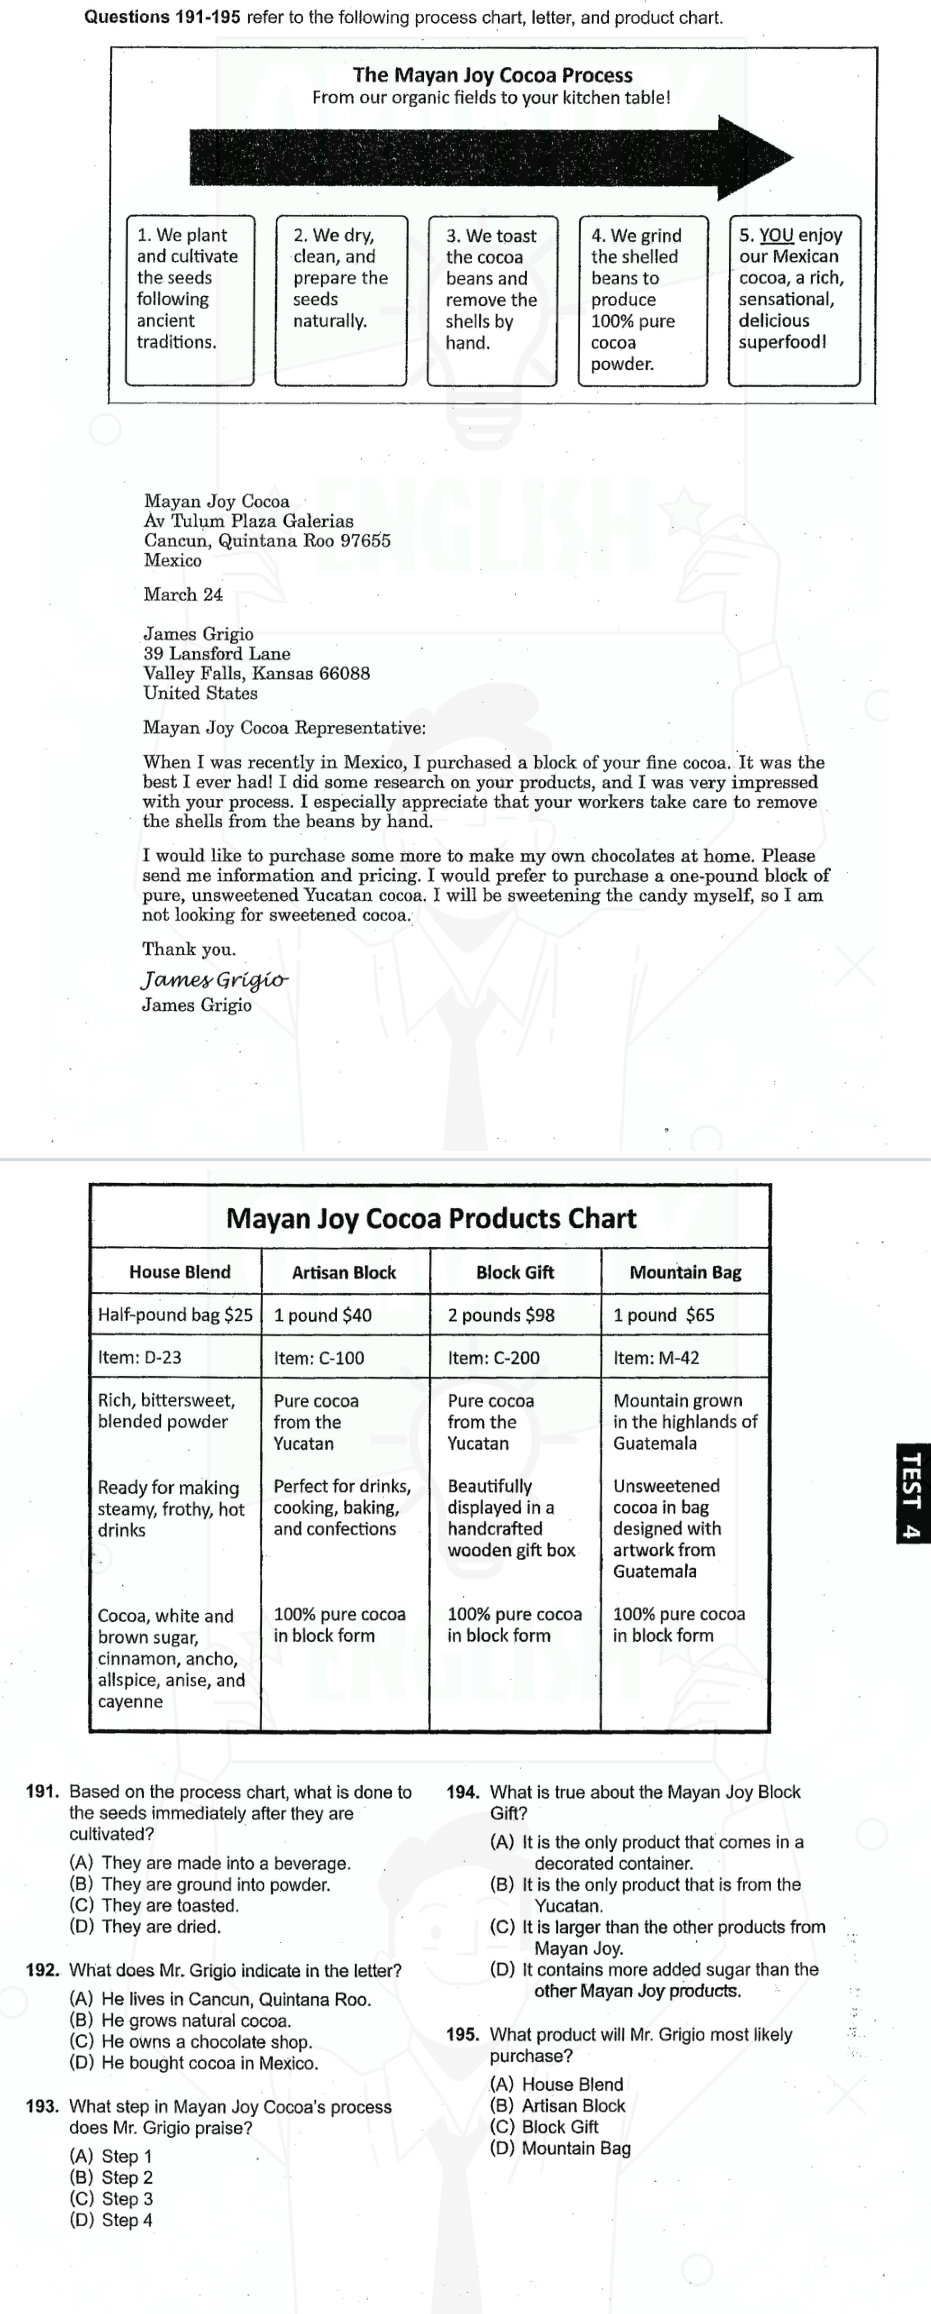 Questions 191-195 refer to the following process chart, letter, and product chart.
The Mayan Joy Cocoa Process
From our organic fields to your kitchen table!
1. We plant
and cultivate
the seeds
following
ancient
traditions.
2. We dry,
clean, and
prepare the
seeds
naturally.
3. We toast
the cocoa
beans and
remove the
shells by
hand.
4. We grind
the shelled
beans to
produce
100% pure
cocoa
powder.
5. YOU enjoy
our Mexican
cocoa, a rich,
sensational,
delicious
superfood!
ENGLISH
Mayan Joy Cocoa
Av Tulum Plaza Galerias
Cancun, Quintana Roo 97655
Mexico
March 24
James Grigio
39 Lansford Lane
Valley Falls, Kansas 66088
United States
Mayan Joy Cocoa Representative:
When I was recently in Mexico, I purchased a block of your fine cocoa. It was the
best I ever had! I did some research on your products, and I was very impressed
with your process. I especially appreciate that your workers take care to remove
the shells from the beans by hand.
I would like to purchase some more to make my own chocolates at home. Please
send me information and pricing. I would prefer to purchase a one-pound block of
pure, unsweetened Yucatan cocoa. I will be sweetening the candy myself, so I am
not looking for sweetened cocoa.
Thank you.
James Grigio
James Grigio
Mayan Joy Cocoa Products Chart
House Blend
Artisan Block
Block Gift
Mountain Bag
Half-pound bag $25
1 pound $40
2 pounds $98
1 pound $65
Item: D-23
Item: C-100
Item: C-200
Item: M-42
Rich, bittersweet,
blended powder
Pure cocoa
from the
Yucatan
Pure cocoa
from the
Yucatan
Mountain grown
in the highlands of
Guatemala
Ready for making
steamy, frothy, hot
drinks
Perfect for drinks,
cooking, baking,
and confections
Beautifully
displayed in a
handcrafted
wooden gift box
Unsweetened
cocoa in bag
designed with
artwork from
Guatemala
Cocoa, white and
brown sugar,
cinnamon, ancho,
allspice, anise, and
cayenne
100% pure cocoa
in block form
100% pure cocoa
in block form
100% pure cocoa
in block form
ENGLISH
TEST 4
191. Based on the process chart, what is done to
the seeds immediately after they are
cultivated?
(A) They are made into a beverage.
(B) They are ground into powder.
(C) They are toasted.
(D) They are dried.
192. What does Mr. Grigio indicate in the letter?
(A) He lives in Cancun, Quintana Roo.
(B) He grows natural cocoa.
(C) He owns a chocolate shop.
(D) He bought cocoa in Mexico.
193. What step in Mayan Joy Cocoa's process
does Mr. Grigio praise?
(A) Step 1
(B) Step 2
(C) Step 3
(D) Step 4
194. What is true about the Mayan Joy Block
Gift?
(A) It is the only product that comes in a
decorated container.
(B) It is the only product that is from the
Yucatan.
(C) It is larger than the other products from
Mayan Joy.
(D) It contains more added sugar than the
other Mayan Joy products.
195. What product will Mr. Grigio most likely
purchase?
(A) House Blend
(B) Artisan Block
(C) Block Gift
(D) Mountain Bag